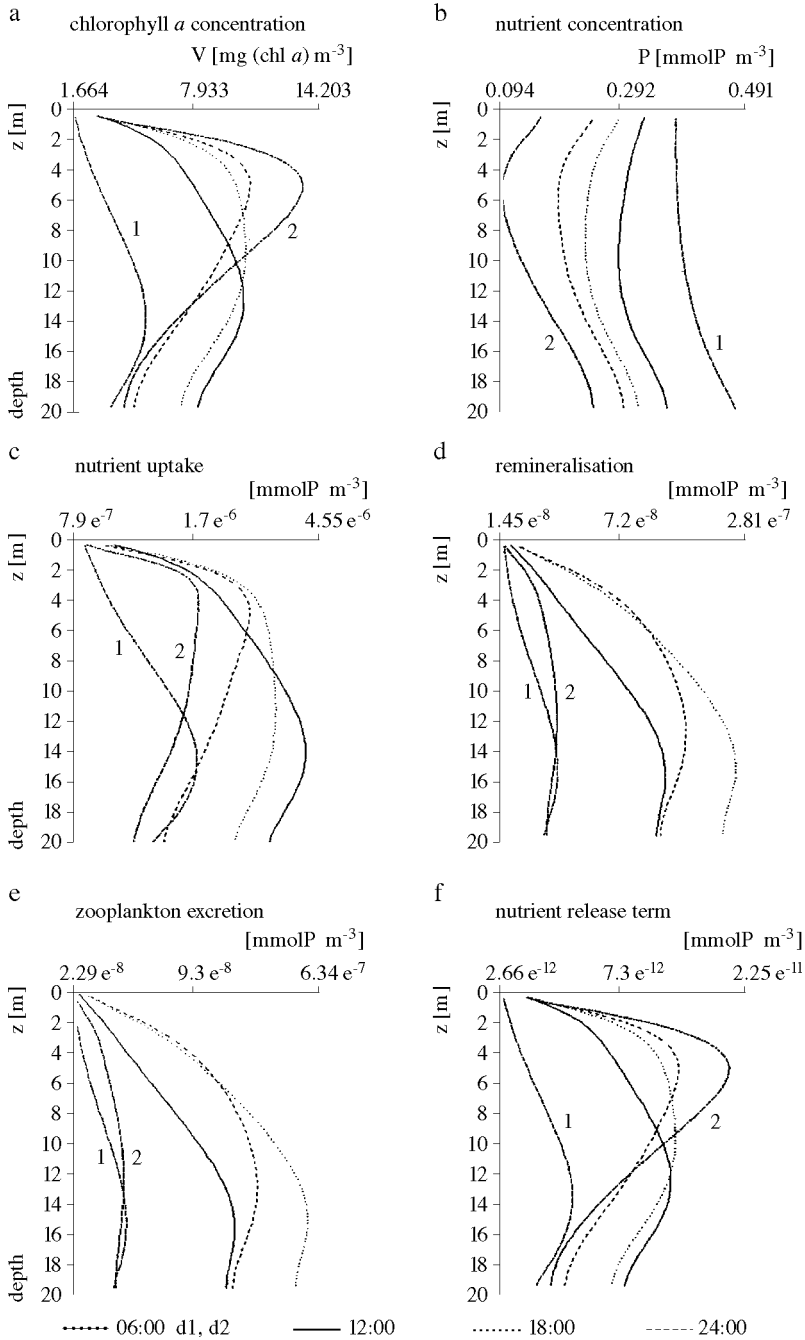 a
chlorophyll a concentration
V [mg (chl a) m-3]
1.664 7.933 14.203
0
2
4
6
8
10
12
14
16
18
20
z [m]
depth
1
2
b
nutrient concentration
P [mmolP m-3]
0.094 0.292 0.491
0
2
4
6
8
10
12
14
16
18
20
z [m]
depth
2
1
c
nutrient uptake
[mmolP m-3]
7.9 e-7 1.7 e-6 4.55 e-6
0
2
4
6
8
10
12
14
16
18
20
z [m]
depth
1
2
d
remineralisation
[mmolP m-3]
1.45 e-8 7.2 e-8 2.81 e-7
0
2
4
6
8
10
12
14
16
18
20
z [m]
depth
1
2
e
zooplankton excretion
[mmolP m-3]
2.29 e-8 9.3 e-8 6.34 e-7
0
2
4
6
8
10
12
14
16
18
20
z [m]
depth
1
2
f
nutrient release term
[mmolP m-3]
2.66 e-12 7.3 e-12 2.25 e-11
0
2
4
6
8
10
12
14
16
18
20
z [m]
depth
1
2
06:00 d1, d2 12:00 18:00 24:00